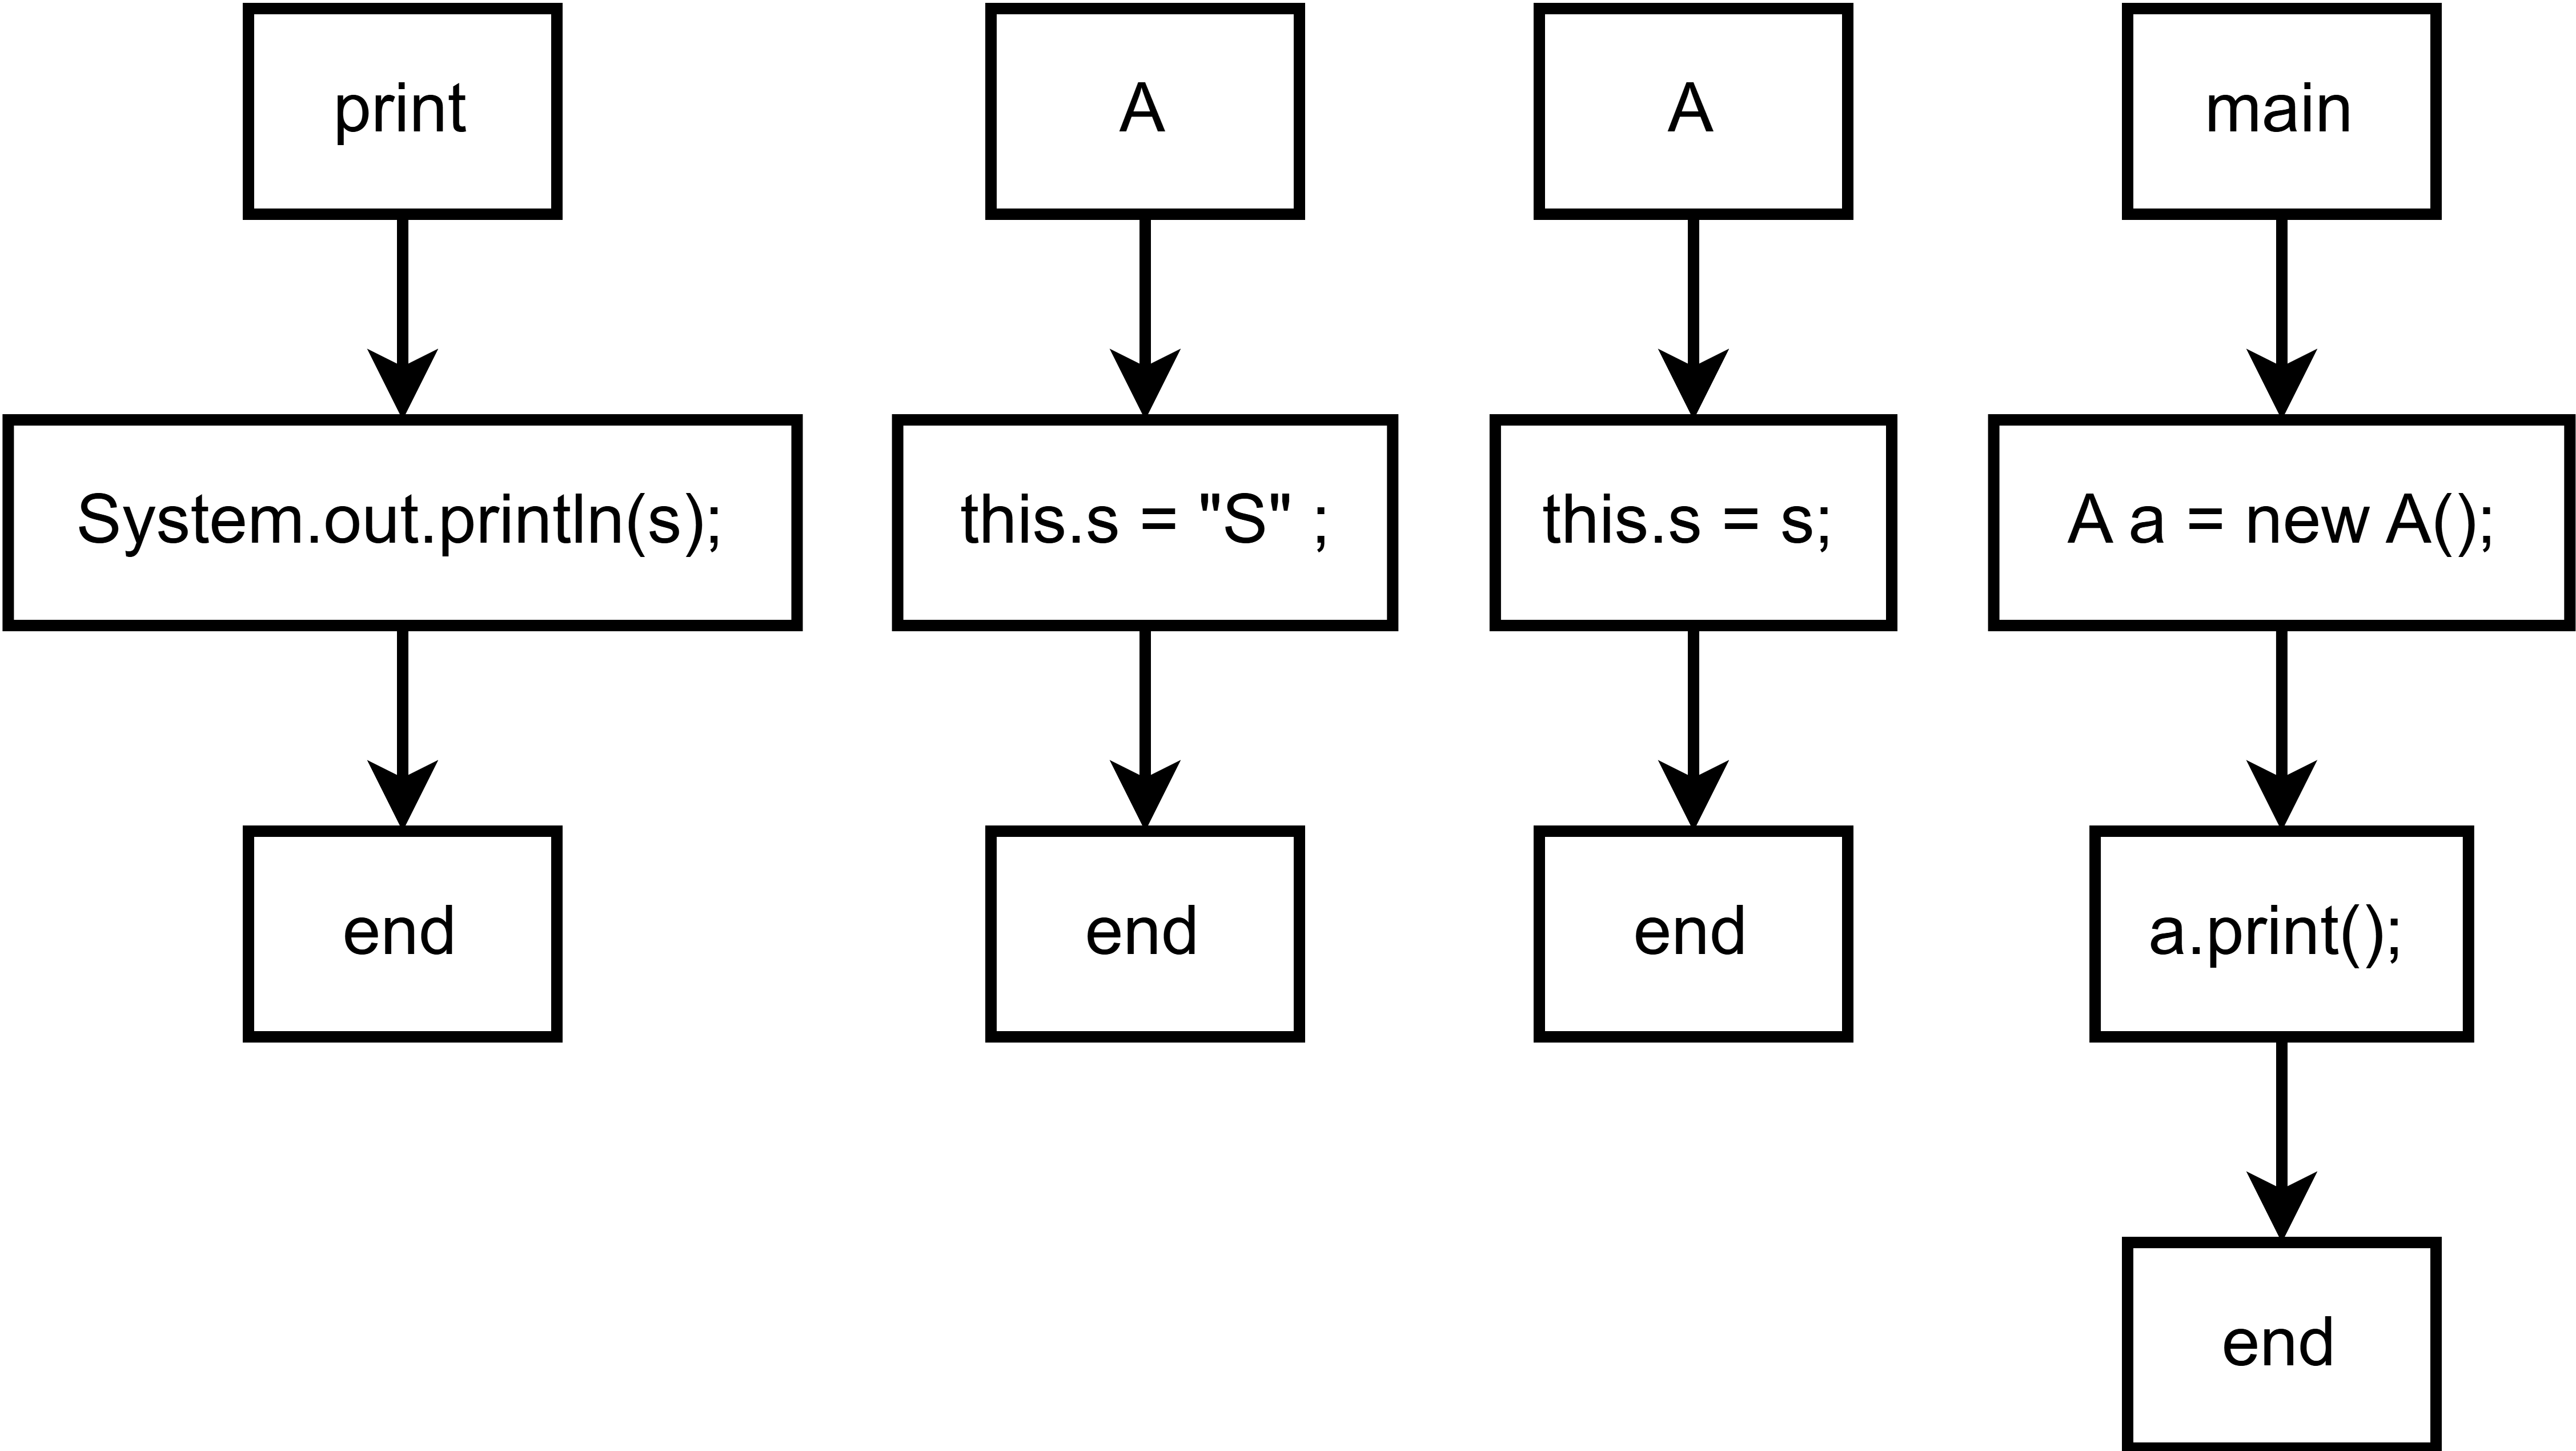 print
System.out.println(s);
end
A
this.s = "S" ;
end
A
this.s = s;
end
main
A a = new A();
a.print();
end